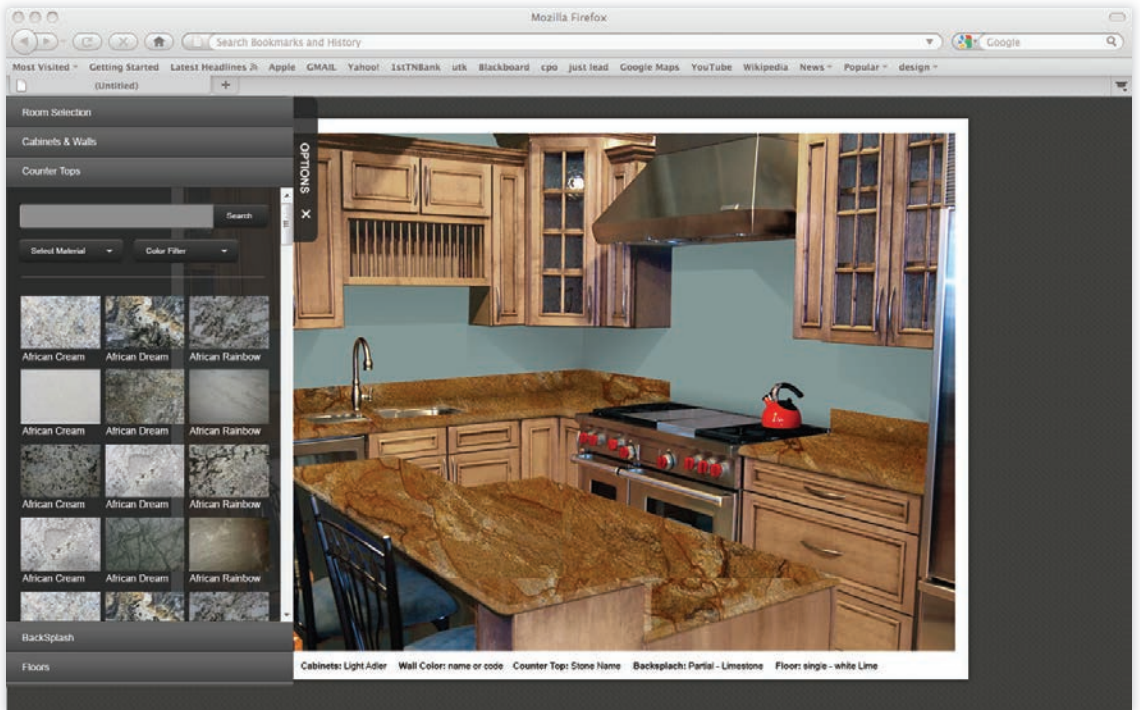 Mozilla Firefox
Search Bookmarks and History
Google
Most Visited Getting Started Latest Headlines Apple GMAIL Yahoo! 1stTNBank utk Blackboard cpo just lead Google Maps YouTube Wikipedia News Popular design
(Untitled) +
Room Selection
Cabinets & Walls
Counter Tops
OPTIONS X
Search
Select Material Color Filter
African Cream African Dream African Rainbow
African Cream African Dream African Rainbow
African Cream African Dream African Rainbow
African Cream African Dream African Rainbow
BackSplash
Floors
Cabinets: Light Adler Wall Color: name or code Counter Top: Stone Name Backsplach: Partial - Limestone Floor: single - white Lime